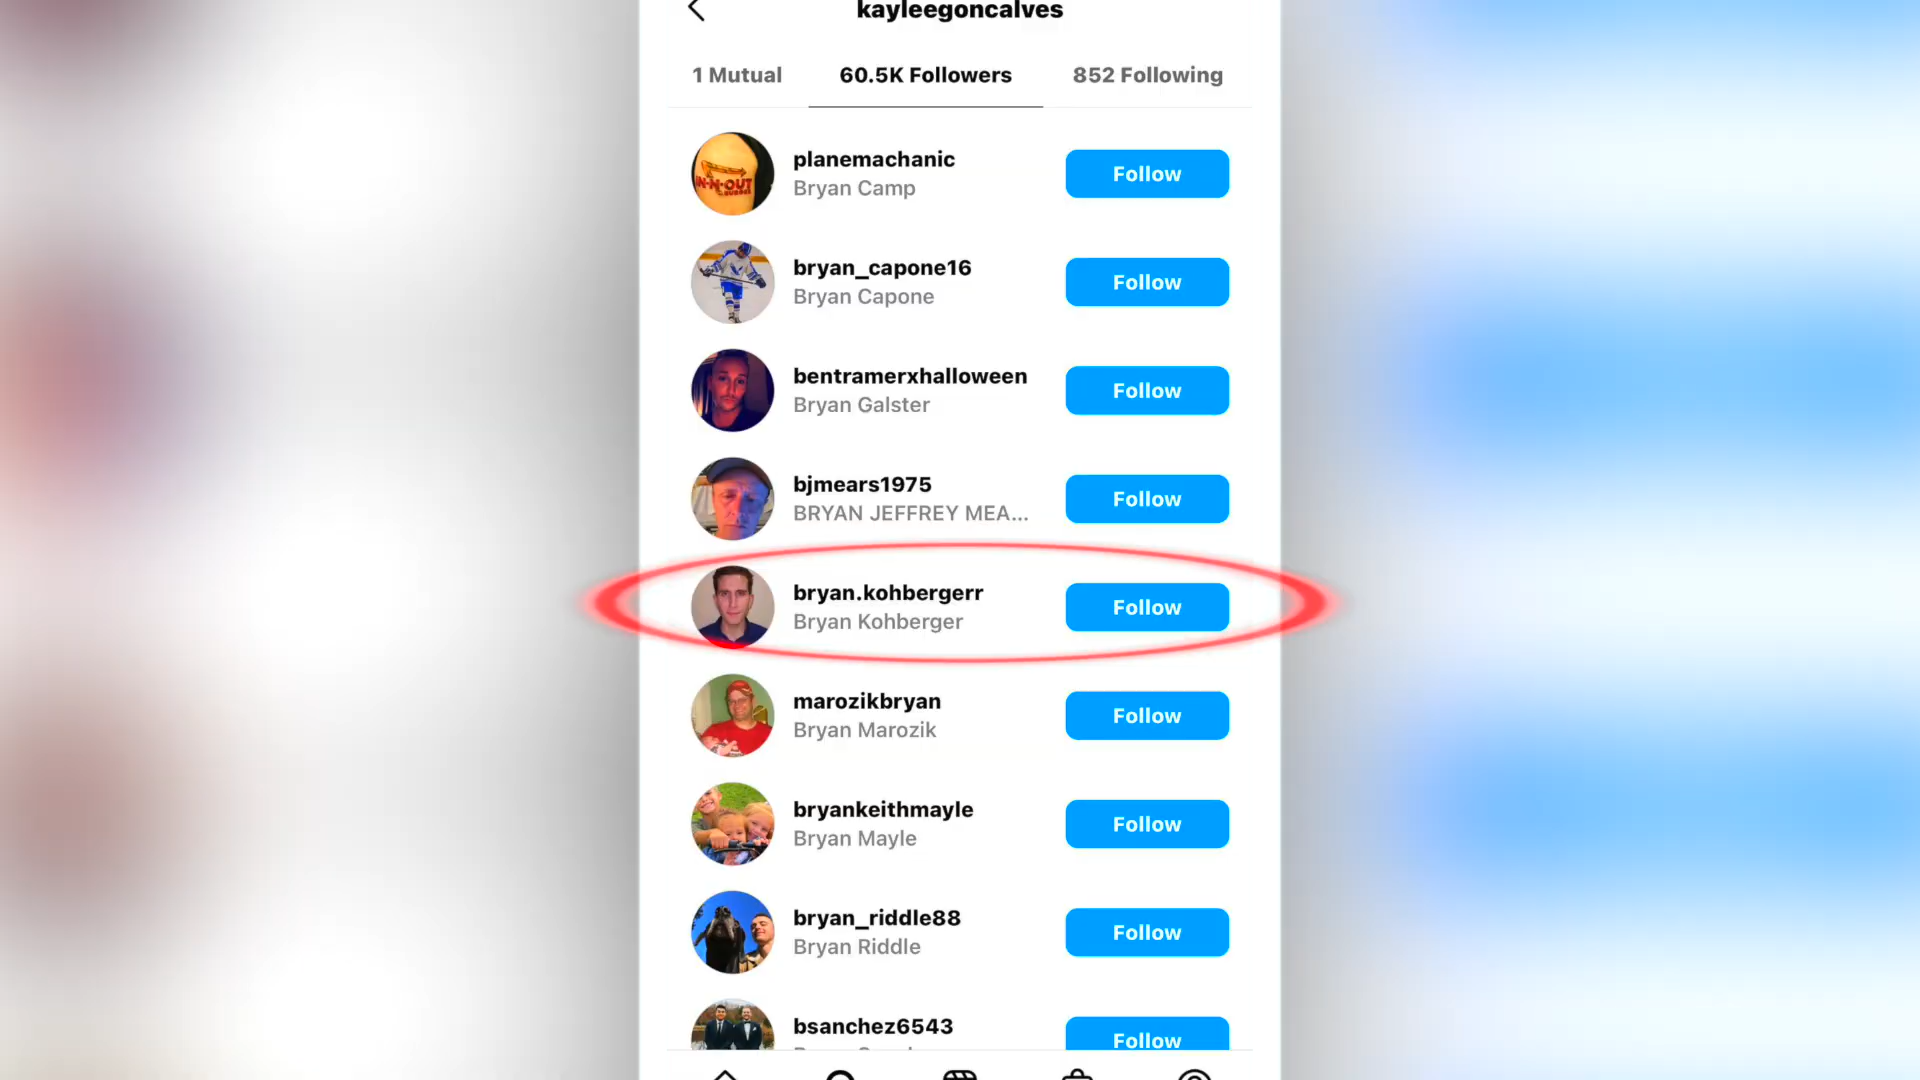 kayleegoncalves
1 Mutual 60.5K Followers 852 Following
planemachanic
Bryan Camp
Follow
bryan_capone16
Bryan Capone
Follow
bentramerxhalloween
Bryan Galster
Follow
bjmears1975
BRYAN JEFFREY MEA...
Follow
bryan.kohbergerr
Bryan Kohberger
Follow
marozikbryan
Bryan Marozik
Follow
bryankeithmayle
Bryan Mayle
Follow
bryan_riddle88
Bryan Riddle
Follow
bsanchez6543
Follow
IN-N-OUT